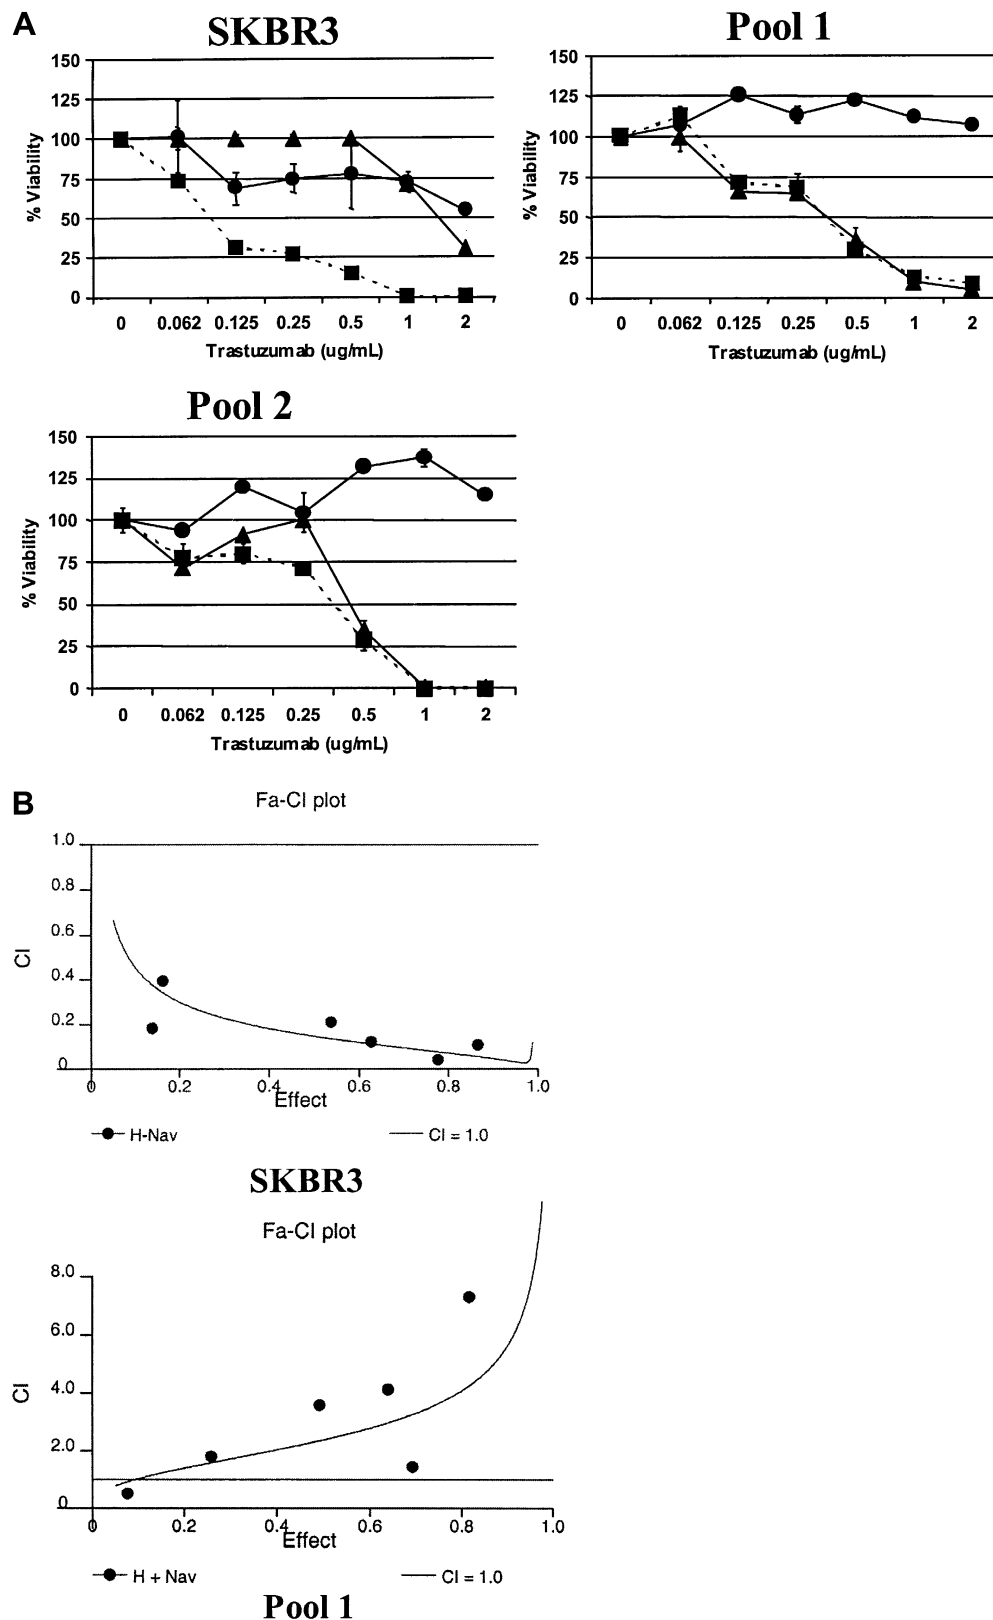 A
SKBR3
Pool 1
150
125
100
75
50
25
0
% Viability
0 0.062 0.125 0.25 0.5 1 2
Trastuzumab (ug/mL)
150
125
100
75
50
25
0
% Viability
0 0.062 0.125 0.25 0.5 1 2
Trastuzumab (ug/mL)
Pool 2
150
125
100
75
50
25
0
% Viability
0 0.062 0.125 0.25 0.5 1 2
Trastuzumab (ug/mL)
B
Fa-CI plot
1.0
0.8
0.6
0.4
0.2
0
CI
0 0.2 0.4 0.6 0.8 1.0
Effect
H-Nav CI = 1.0
SKBR3
Fa-CI plot
8.0
6.0
4.0
2.0
0
CI
0 0.2 0.4 0.6 0.8 1.0
Effect
H + Nav CI = 1.0
Pool 1